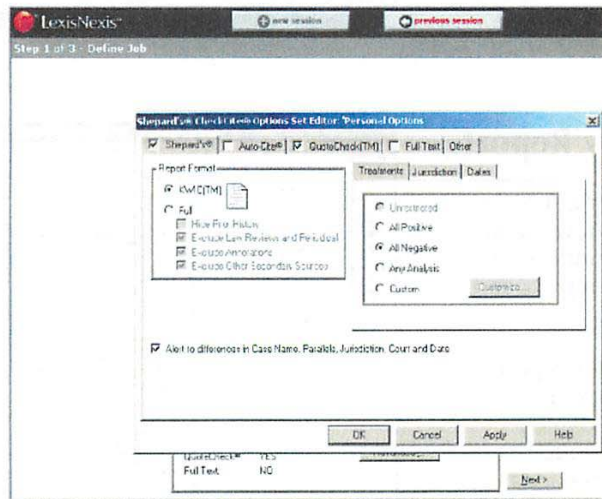 LexisNexis™
new session
previous session
Step 1 of 3 - Define Job
Shepard's® CheckCite® Options Set Editor: *Personal Options
Shepard's® Auto-Cite® QuoteCheck(TM) Full Text Other
Report Format
KWIC(TM)
Full
Hide Prior History
Exclude Law Reviews and Periodical
Exclude Annotations
Exclude Other Secondary Sources
Treatments Jurisdiction Dates
Unrestricted
All Positive
All Negative
Any Analysis
Custom Customize...
Alert to differences in Case Name, Parallels, Jurisdiction, Court and Date
OK Cancel Apply Help
QuoteCheck® YES
Full Text NO
Next >